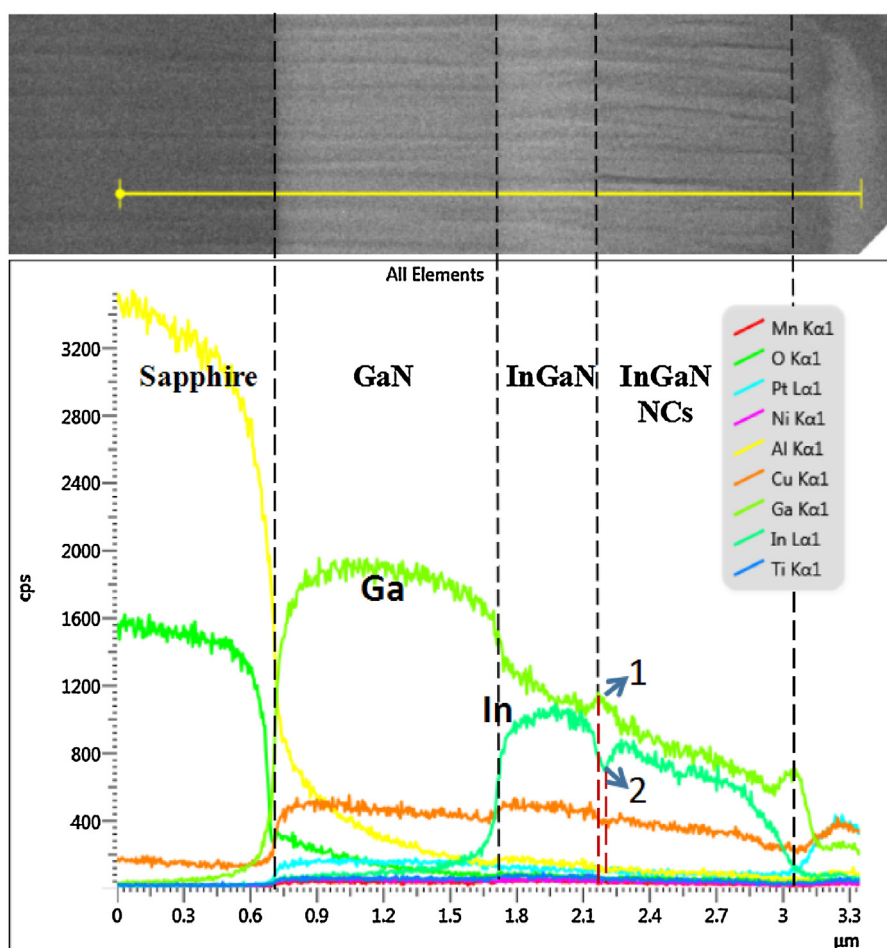 All Elements
3200
2800
2400
2000
1600
1200
800
400
cps
Sapphire
GaN
InGaN
InGaN
NCs
Mn Kα1
O Kα1
Pt Lα1
Ni Kα1
Al Kα1
Cu Kα1
Ga Kα1
In Lα1
Ti Kα1
Ga
In
1
2
0 0.3 0.6 0.9 1.2 1.5 1.8 2.1 2.4 2.7 3 3.3
μm